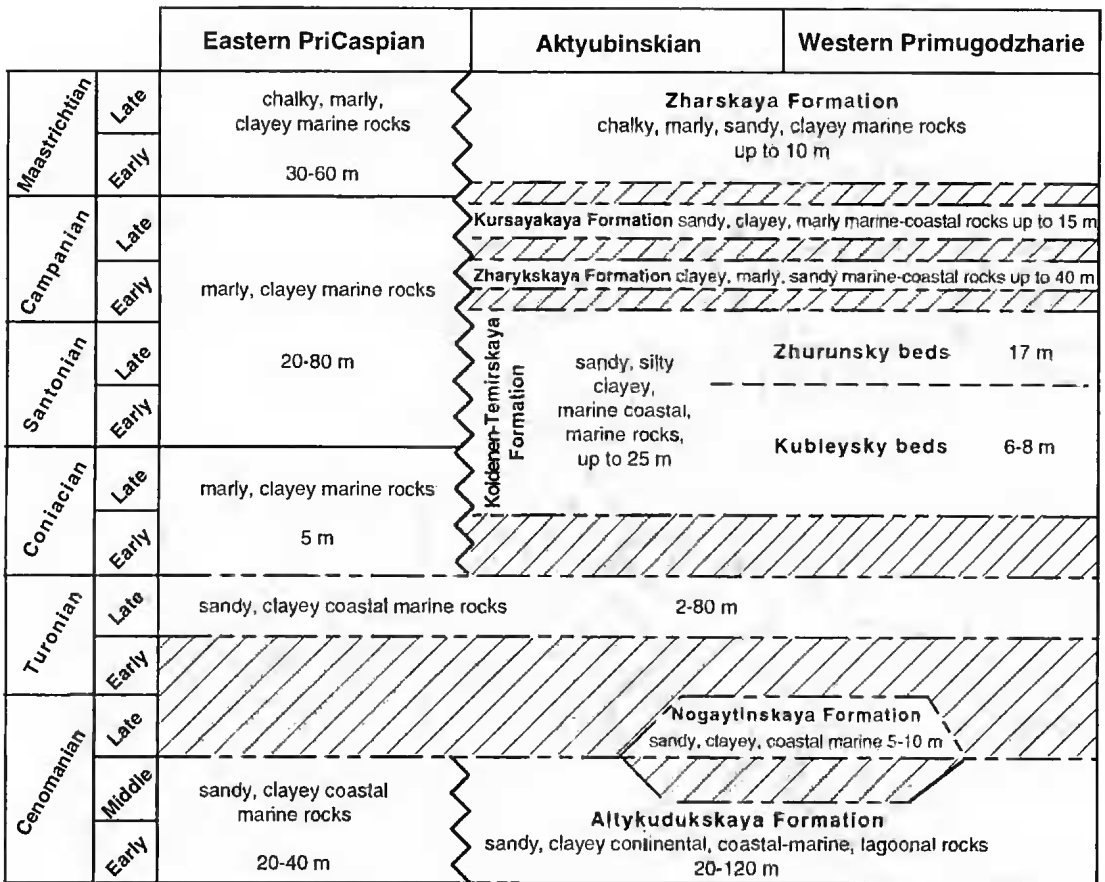 Eastern PriCaspian
Aktyubinskian
Western Primugodzharie
Maastrichtian
Late
Early
chalky, marly,
clayey marine rocks
30-60 m
Zharskaya Formation
chalky, marly, sandy, clayey marine rocks
up to 10 m
Campanian
Late
Early
Kursayakaya Formation sandy, clayey, marly marine-coastal rocks up to 15 m
Zharykskaya Formation clayey, marly, sandy marine-coastal rocks up to 40 m
marly, clayey marine rocks
20-80 m
Santonian
Late
Early
Koldenen-Temirskaya
Formation
sandy, silty
clayey,
marine coastal,
marine rocks,
up to 25 m
Zhurunsky beds 17 m
Kubleysky beds 6-8 m
Coniacian
Late
Early
marly, clayey marine rocks
5 m
Turonian
Late
Early
sandy, clayey coastal marine rocks 2-80 m
Cenomanian
Late
Middle
Early
Nogaytinskaya Formation
sandy, clayey, coastal marine 5-10 m
sandy, clayey coastal
marine rocks
20-40 m
Altykudukskaya Formation
sandy, clayey continental, coastal-marine, lagoonal rocks
20-120 m